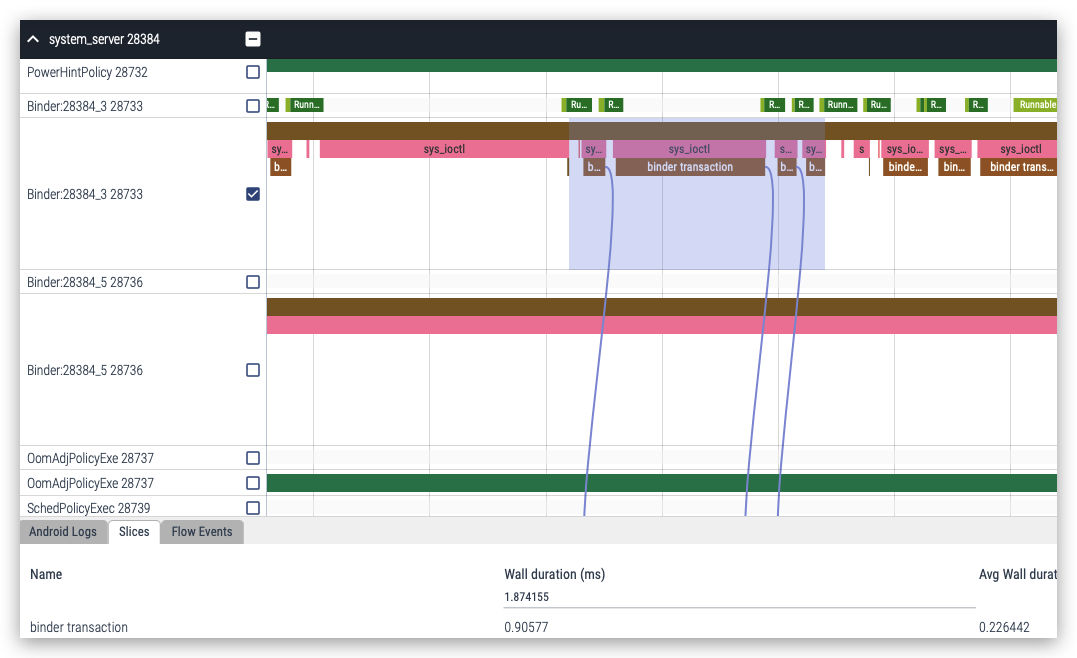 system_server 28384
PowerHintPolicy 28732
Binder:28384_3 28733
R... Runn... Ru... R... R... R... Runn... Ru... R... R... Runnable
sy... sys_ioctl sy... sys_ioctl s... sy... s sys_io... sys_... sys_ioctl
b... b... binder transaction b... b... binde... bin... binder trans...
Binder:28384_3 28733
Binder:28384_5 28736
Binder:28384_5 28736
OomAdjPolicyExe 28737
OomAdjPolicyExe 28737
SchedPolicyExec 28739
Android Logs Slices Flow Events
Name Wall duration (ms) Avg Wall durat
1.874155
binder transaction 0.90577 0.226442